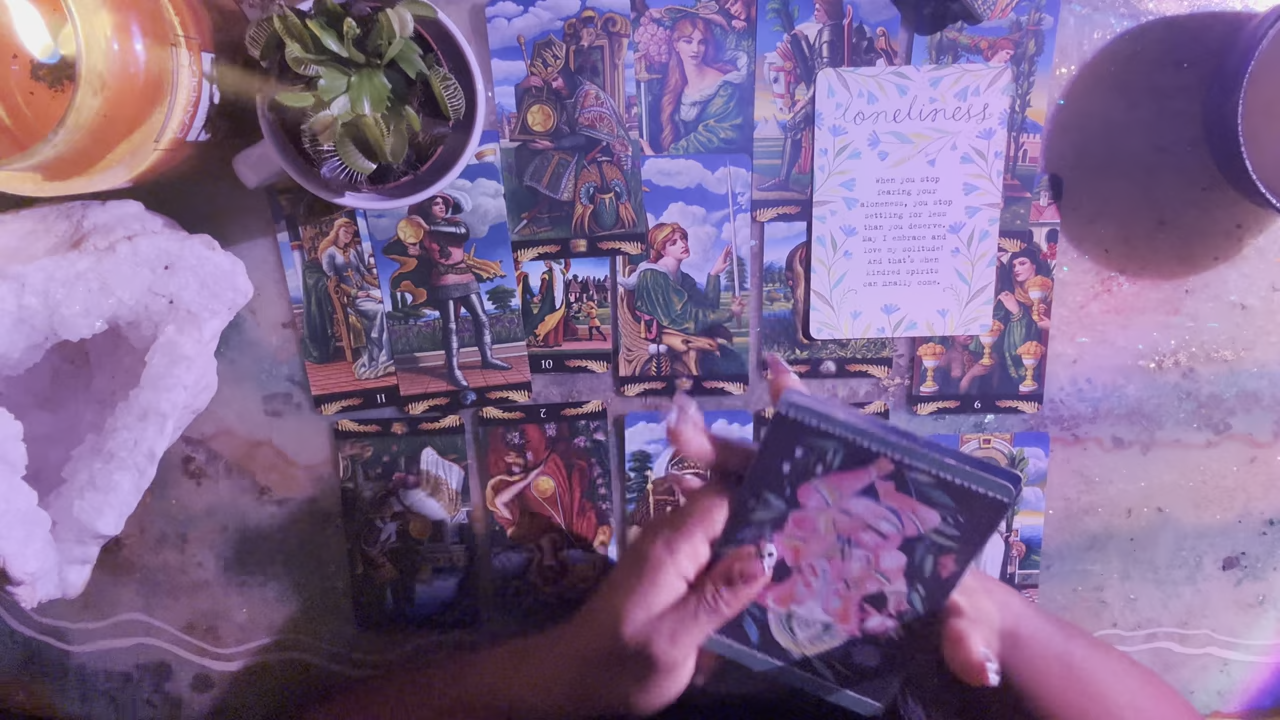 loneliness
When you stop
fearing your
aloneness, you stop
settling for less
than you deserve.
May I embrace and
love my solitude!
And that's when
kindred spirits
can finally come.
10
11
6
2